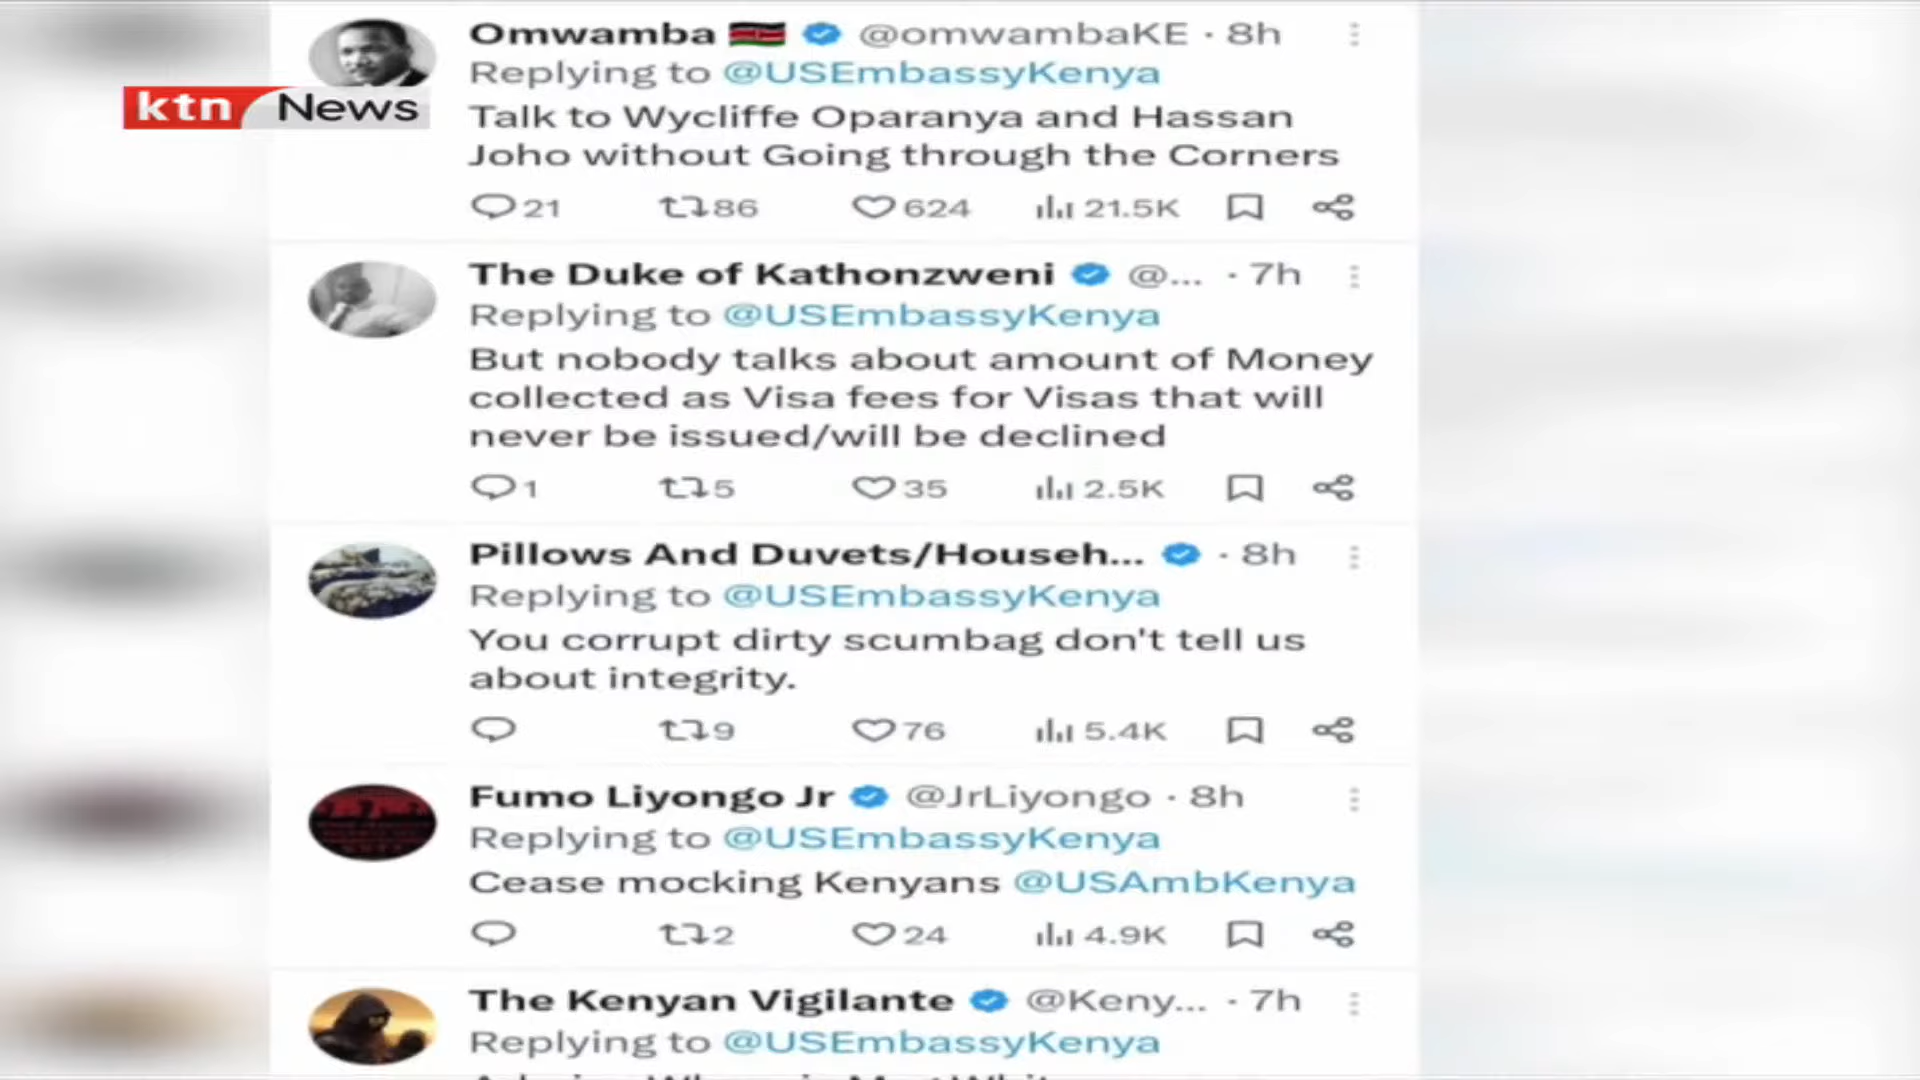 Omwamba 🇰🇪 @omwambaKE · 8h
Replying to @USEmbassyKenya
ktn News
Talk to Wycliffe Oparanya and Hassan
Joho without Going through the Corners
21 86 624 21.5K
The Duke of Kathonzweni @... · 7h
Replying to @USEmbassyKenya
But nobody talks about amount of Money
collected as Visa fees for Visas that will
never be issued/will be declined
1 5 35 2.5K
Pillows And Duvets/Househ... · 8h
Replying to @USEmbassyKenya
You corrupt dirty scumbag don't tell us
about integrity.
9 76 5.4K
Fumo Liyongo Jr @JrLiyongo · 8h
Replying to @USEmbassyKenya
Cease mocking Kenyans @USAmbKenya
2 24 4.9K
The Kenyan Vigilante @Keny... · 7h
Replying to @USEmbassyKenya